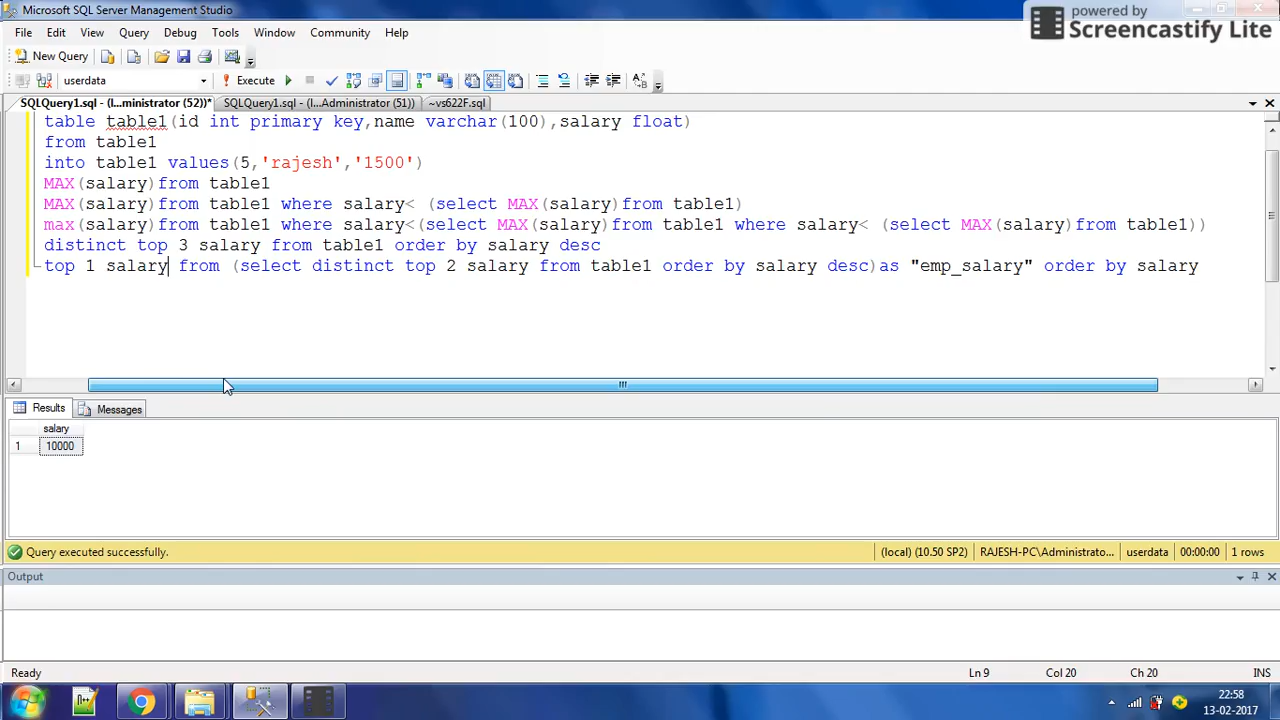 Microsoft SQL Server Management Studio
powered by
Screencastify Lite
File Edit View Query Debug Tools Window Community Help
New Query
userdata Execute
SQLQuery1.sql - (l...ministrator (52))* SQLQuery1.sql - (l...Administrator (51)) ~vs622F.sql
table table1(id int primary key,name varchar(100),salary float)
from table1
into table1 values(5,'rajesh','1500')
MAX(salary)from table1
MAX(salary)from table1 where salary< (select MAX(salary)from table1)
max(salary)from table1 where salary<(select MAX(salary)from table1 where salary< (select MAX(salary)from table1))
distinct top 3 salary from table1 order by salary desc
top 1 salary from (select distinct top 2 salary from table1 order by salary desc)as "emp_salary" order by salary
Results Messages
salary
1 10000
Query executed successfully. (local) (10.50 SP2) RAJESH-PC\Administrato... userdata 00:00:00 1 rows
Output
Ready Ln 9 Col 20 Ch 20 INS
22:58
13-02-2017